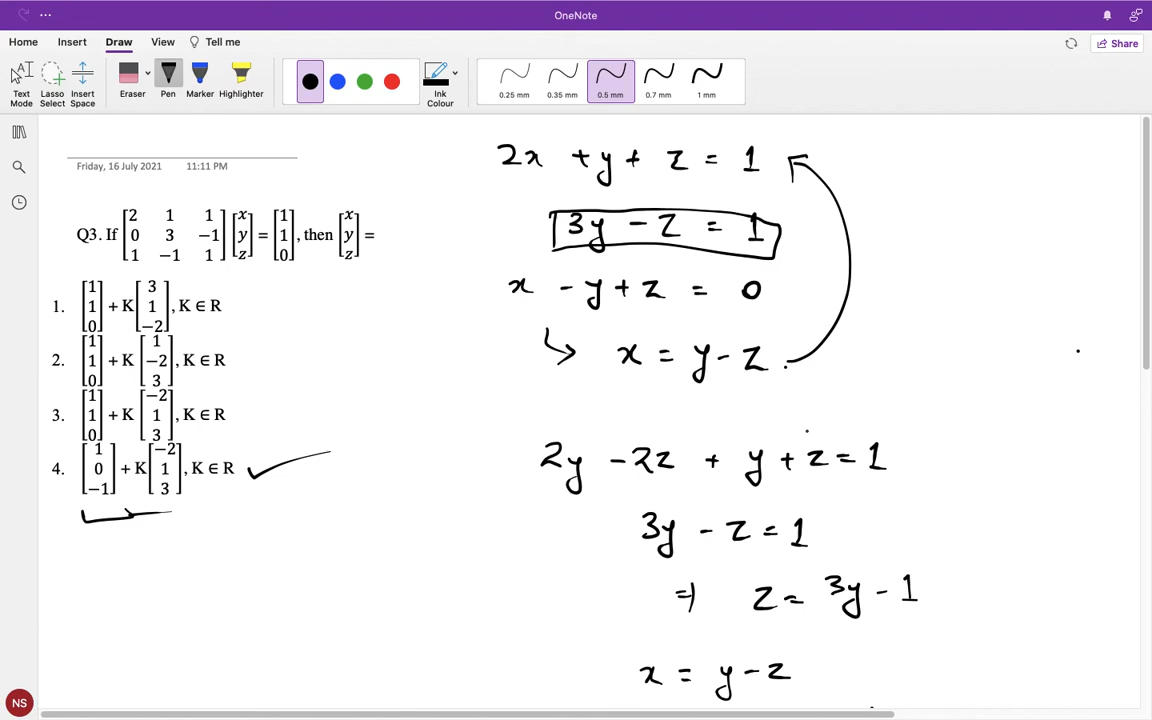 OneNote
Home Insert Draw View Tell me
Share
Text Mode
Lasso Select
Insert Space
Eraser
Pen
Marker
Highlighter
Ink Colour
0.25 mm 0.35 mm 0.5 mm 0.7 mm 1 mm
Friday, 16 July 2021 11:11 PM
Q3. If [2 1 1; 0 3 −1; 1 −1 1] [x; y; z] = [1; 1; 0], then [x; y; z] =
1. [1; 1; 0] + K [3; 1; −2], K ∈ R
2. [1; 1; 0] + K [1; −2; 3], K ∈ R
3. [1; 1; 0] + K [−2; 1; 3], K ∈ R
4. [1; 0; −1] + K [−2; 1; 3], K ∈ R
2x + y + z = 1
3y − z = 1
x − y + z = 0
x = y − z
2y − 2z + y + z = 1
3y − z = 1
⇒ z = 3y − 1
x = y − z
NS